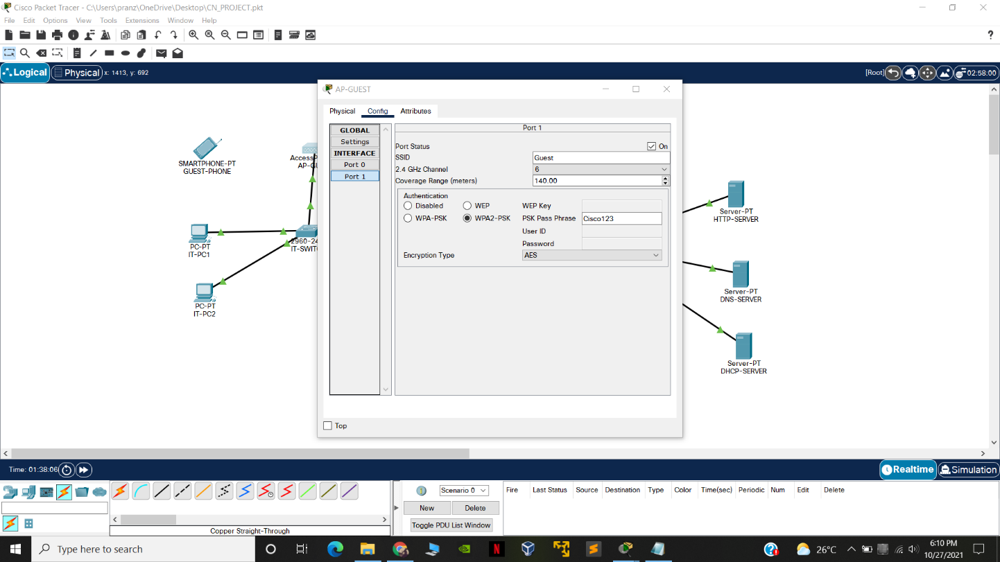 Cisco Packet Tracer - C:\Users\pranz\OneDrive\Desktop\CN_PROJECT.pkt
File Edit Options View Tools Extensions Window Help
?
Logical Physical x: 1413, y: 692 [Root] 02:58:00
AP-GUEST
Physical Config Attributes
GLOBAL
Settings
INTERFACE
Port 0
Port 1
Port 1
Port Status On
SSID Guest
2.4 GHz Channel 6
Coverage Range (meters) 140.00
Authentication
Disabled WEP WEP Key
WPA-PSK WPA2-PSK PSK Pass Phrase Cisco123
User ID
Password
Encryption Type AES
Top
SMARTPHONE-PT
GUEST-PHONE
AccessP
AP-GU
PC-PT
IT-PC1
2960-24
IT-SWITC
PC-PT
IT-PC2
Server-PT
HTTP-SERVER
Server-PT
DNS-SERVER
Server-PT
DHCP-SERVER
Time: 01:38:06 Realtime Simulation
Scenario 0
New Delete
Toggle PDU List Window
Fire Last Status Source Destination Type Color Time(sec) Periodic Num Edit Delete
Copper Straight-Through
Type here to search
26°C
6:10 PM
10/27/2021